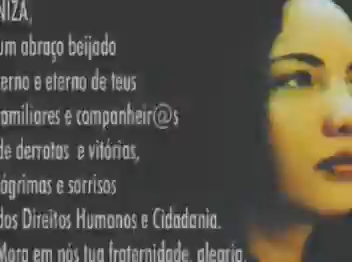 NIZA,
um abraço beijado
terno e eterno de teus
familiares e companheir@s
de derrotas e vitórias,
lágrimas e sorrisos
dos Direitos Humanos e Cidadania.
Mora em nós tua fraternidade, alegria,